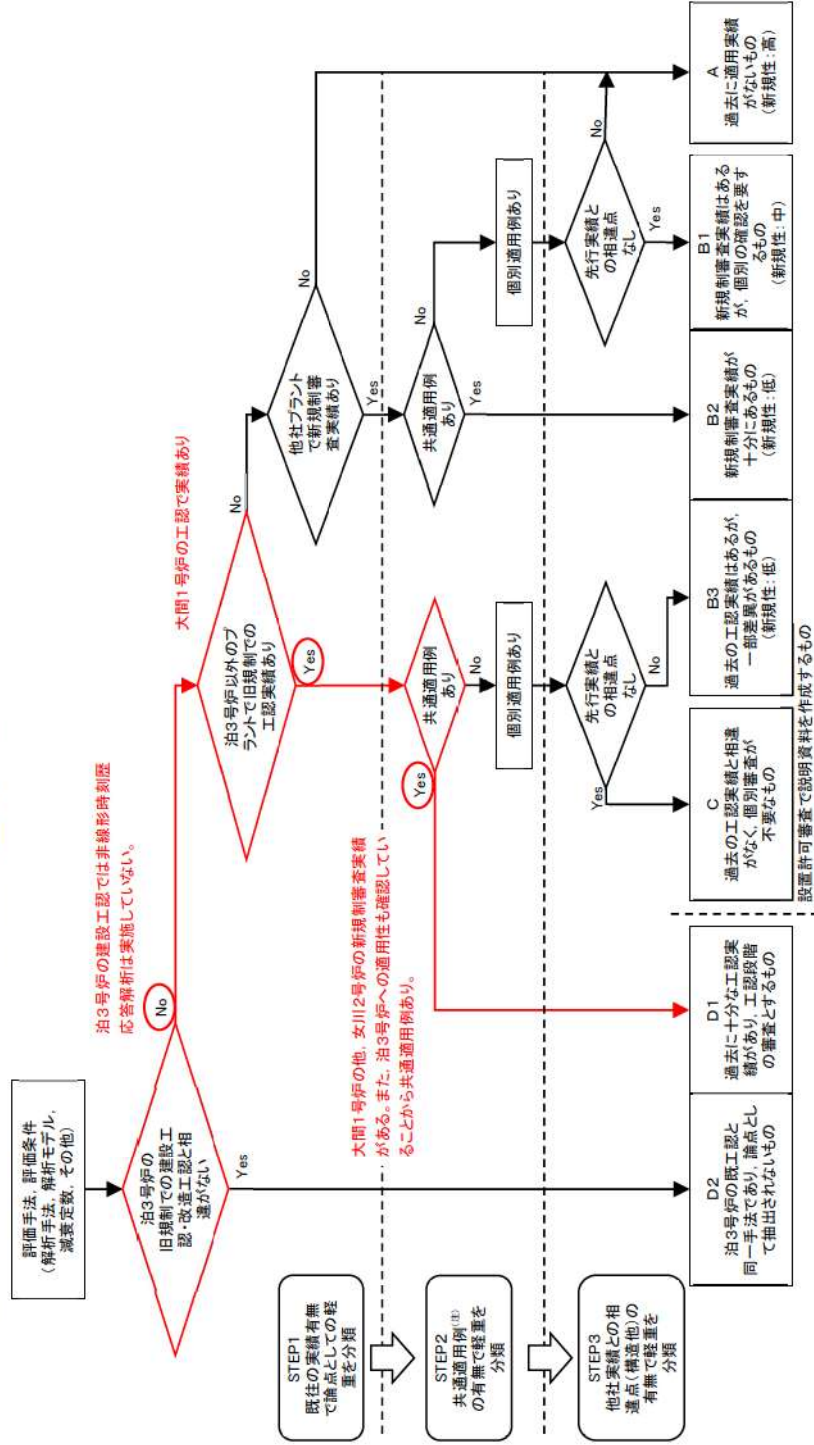 評価手法，評価条件
（解析手法，解析モデル，
減衰定数，その他）
STEP1
既往の実績有無
で論点としての軽
重を分類
泊3号炉の
旧規制での建設工
認・改造工認と相
違がない
No
Yes
泊3号炉の建設工認では非線形時刻歴
応答解析は実施していない。
泊3号炉以外のプ
ラントで旧規制での
工認実績あり
No
Yes
大間1号炉の工認で実績あり
他社プラント
で新規制審
査実績あり
No
Yes
STEP2
共通適用例(注)
の有無で軽重を
分類
大間1号炉の他，女川2号炉の新規制審査実績
がある。また，泊3号炉への適用性も確認してい
ることから共通適用例あり。
共通適用例
あり
Yes
No
個別適用例あり
共通適用例
あり
No
Yes
個別適用例あり
STEP3
他社実績との相
違点（構造他）の
有無で軽重を
分類
先行実績と
の相違点
なし
Yes
No
先行実績と
の相違点
なし
No
Yes
D2
泊3号炉の既工認と
同一手法であり，論点とし
て抽出されないもの
D1
過去に十分な工認実
績があり，工認段階
の審査とするもの
C
過去の工認実績と相違
がなく，個別審査が
不要なもの
B3
過去の工認実績はあるが，
一部差異があるもの
（新規性：低）
B2
新規制審査実績が
十分にあるもの
（新規性：低）
B1
新規制審査実績はある
が，個別の確認を要す
るもの
（新規性：中）
A
過去に適用実績
がないもの
（新規性：高）
設置許可審査で説明資料を作成するもの